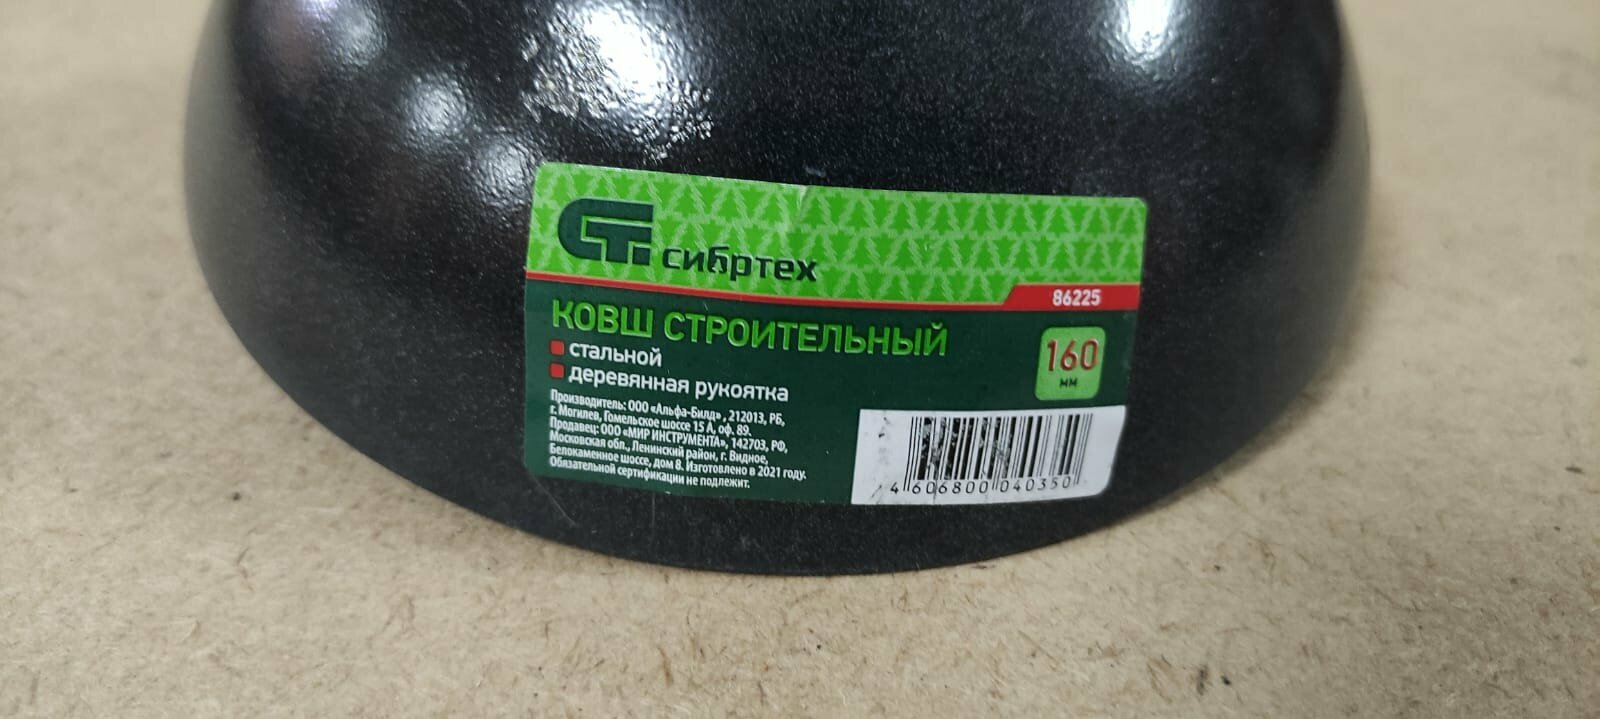 СТ. сибртех
86225
КОВШ СТРОИТЕЛЬНЫЙ
стальной
деревянная рукоятка
160
мм
Производитель: ООО «Альфа-Билд» , 212013, РБ,
г. Могилев, Гомельское шоссе 15 А, оф. 89.
Продавец: ООО «МИР ИНСТРУМЕНТА», 142703, РФ,
Московская обл., Ленинский район, г. Видное,
Белокаменное шоссе, дом 8. Изготовлено в 2021 году.
Обязательной сертификации не подлежит.
4 606800 040350